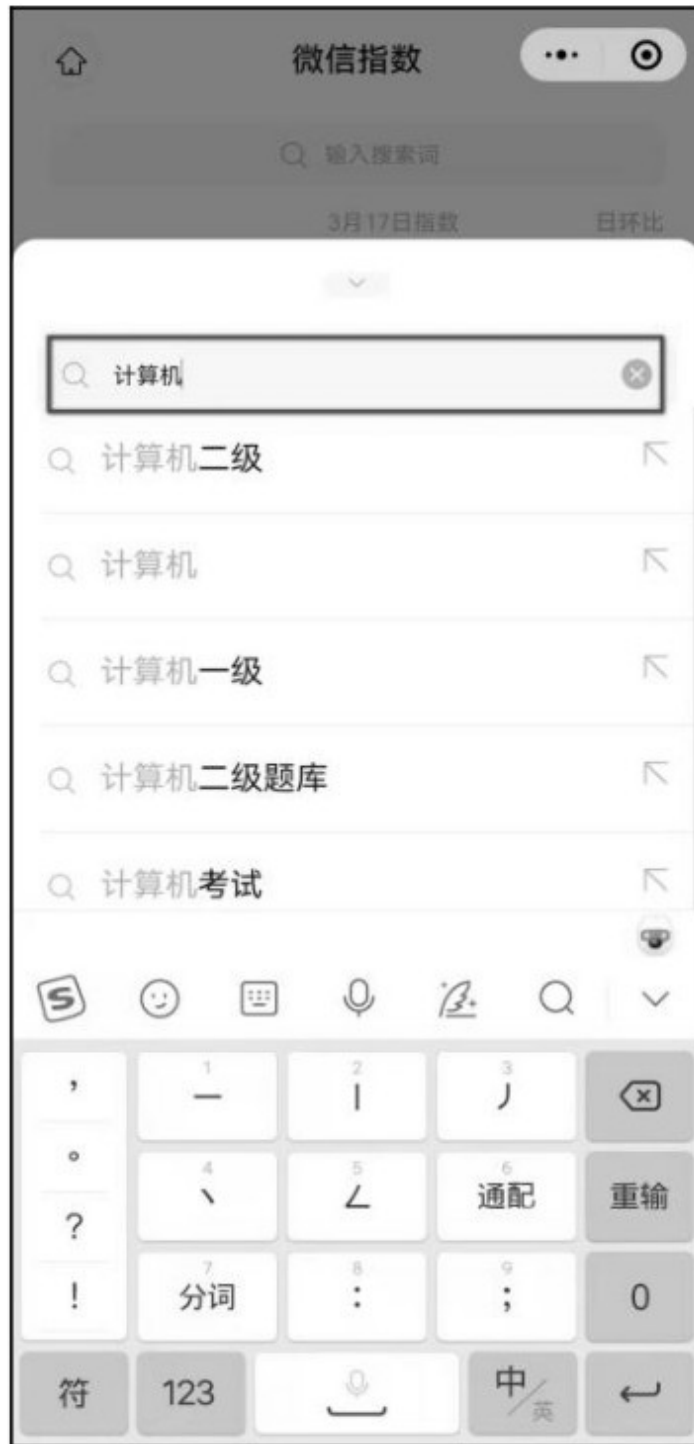 微信指数
输入搜索词
3月17日指数 日环比
计算机
计算机二级
计算机
计算机一级
计算机二级题库
计算机考试
S
， 1 一 2 丨 3 丿
。 4 丶 5 ㄥ 6 通配 重输
？
！ 7 分词 8 ： 9 ； 0
符 123 中/英